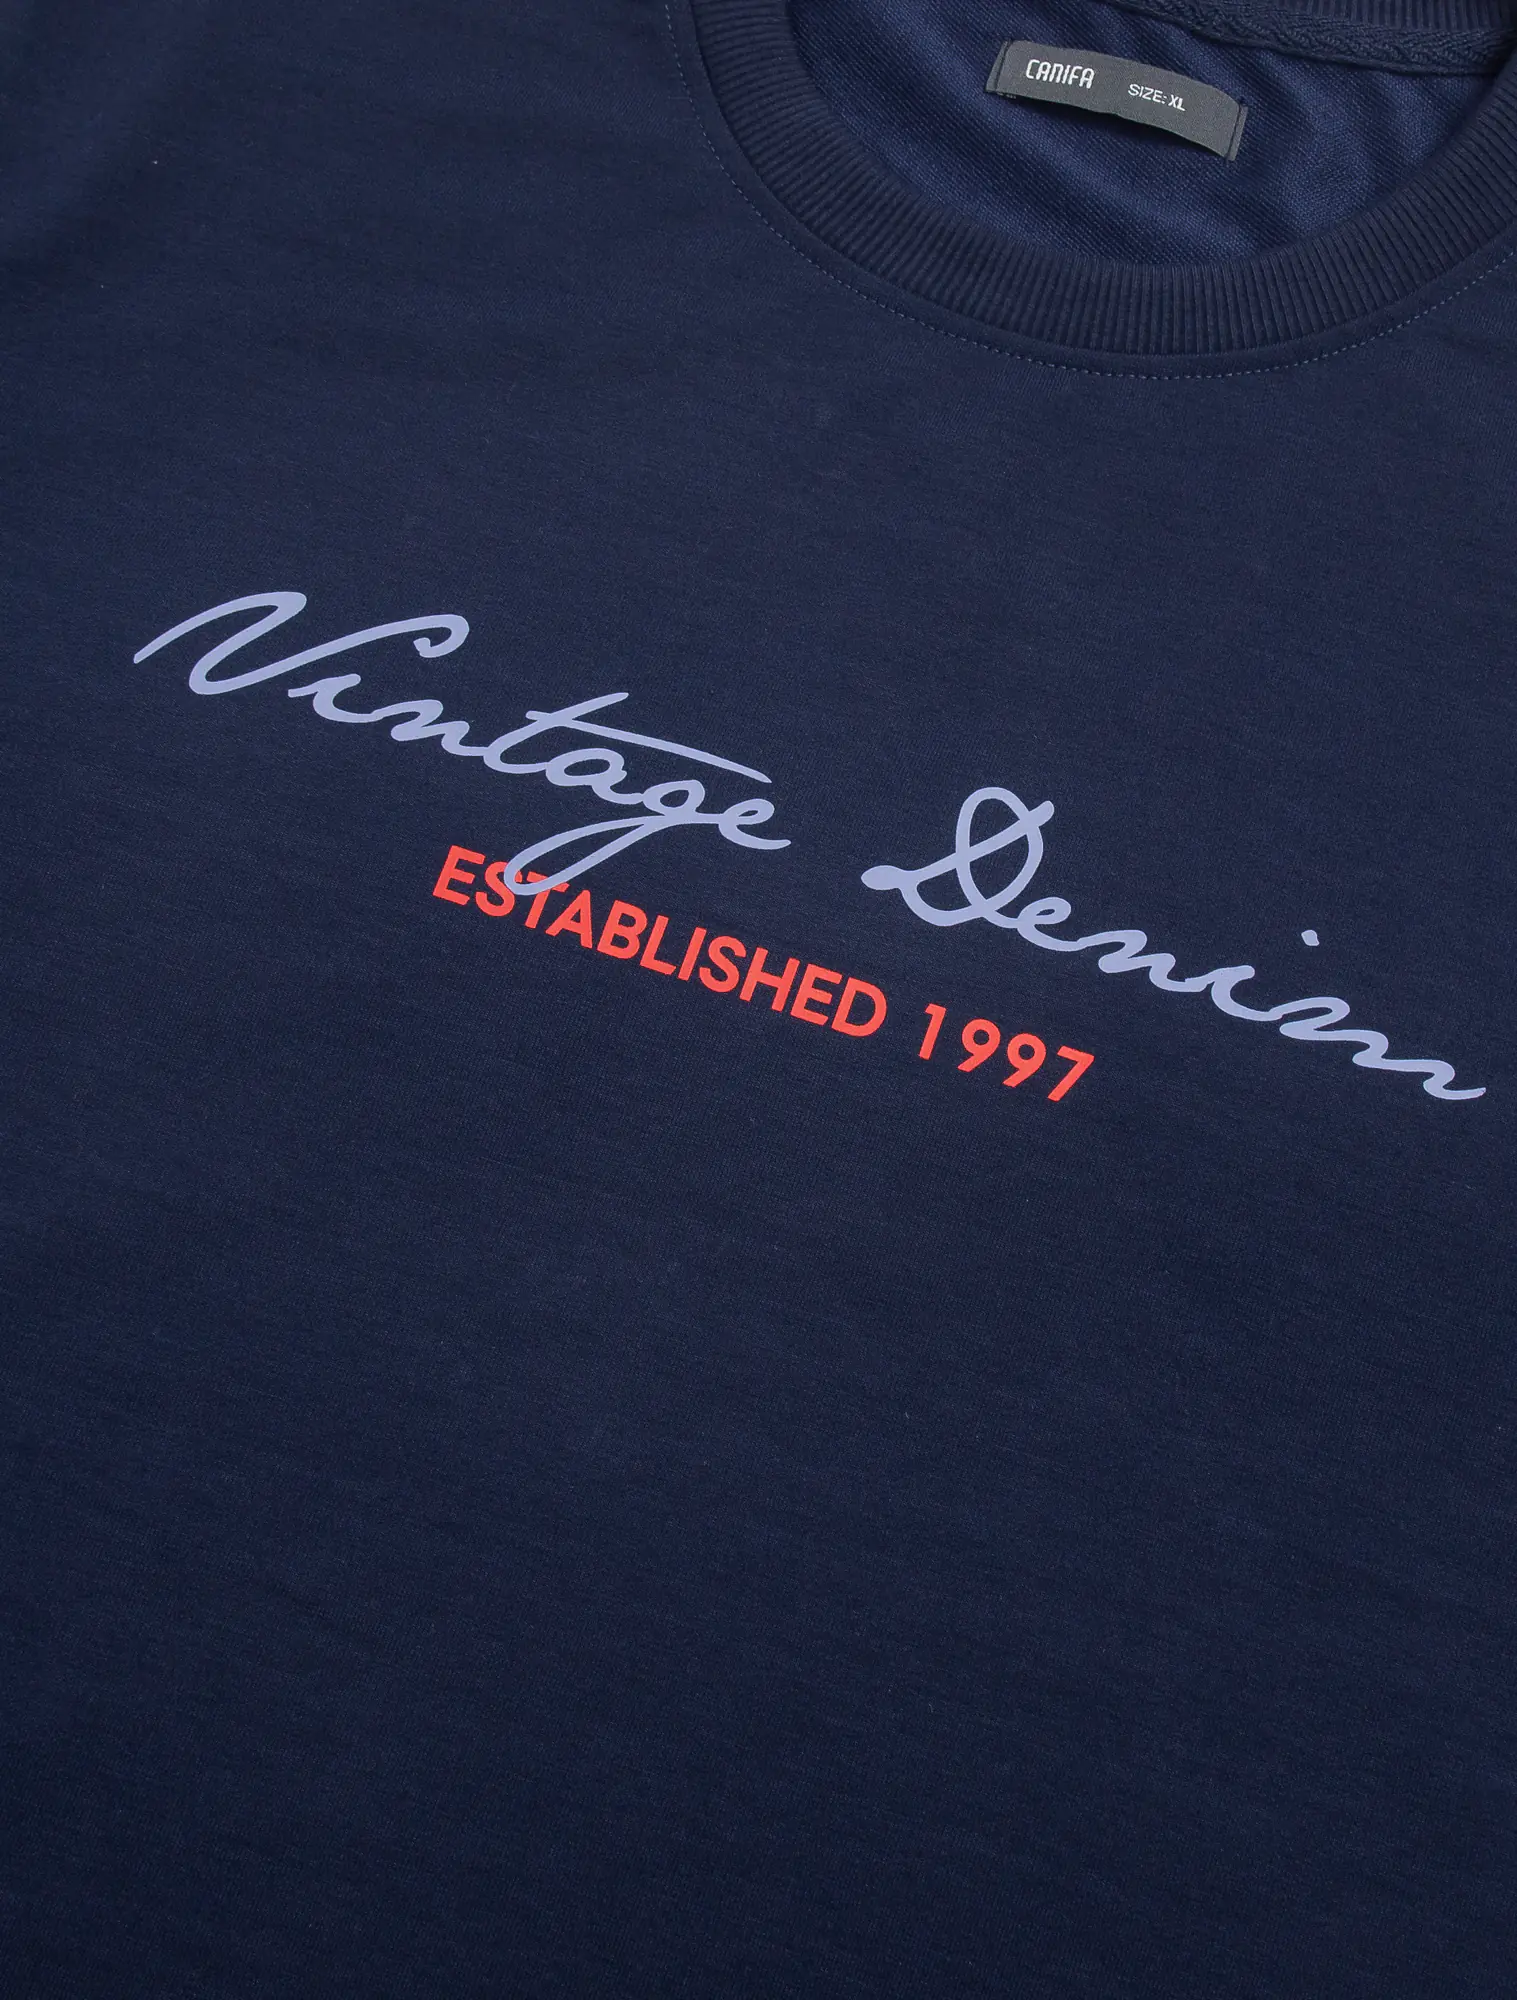 CANIFA SIZE: XL
Vintage Denim
ESTABLISHED 1997